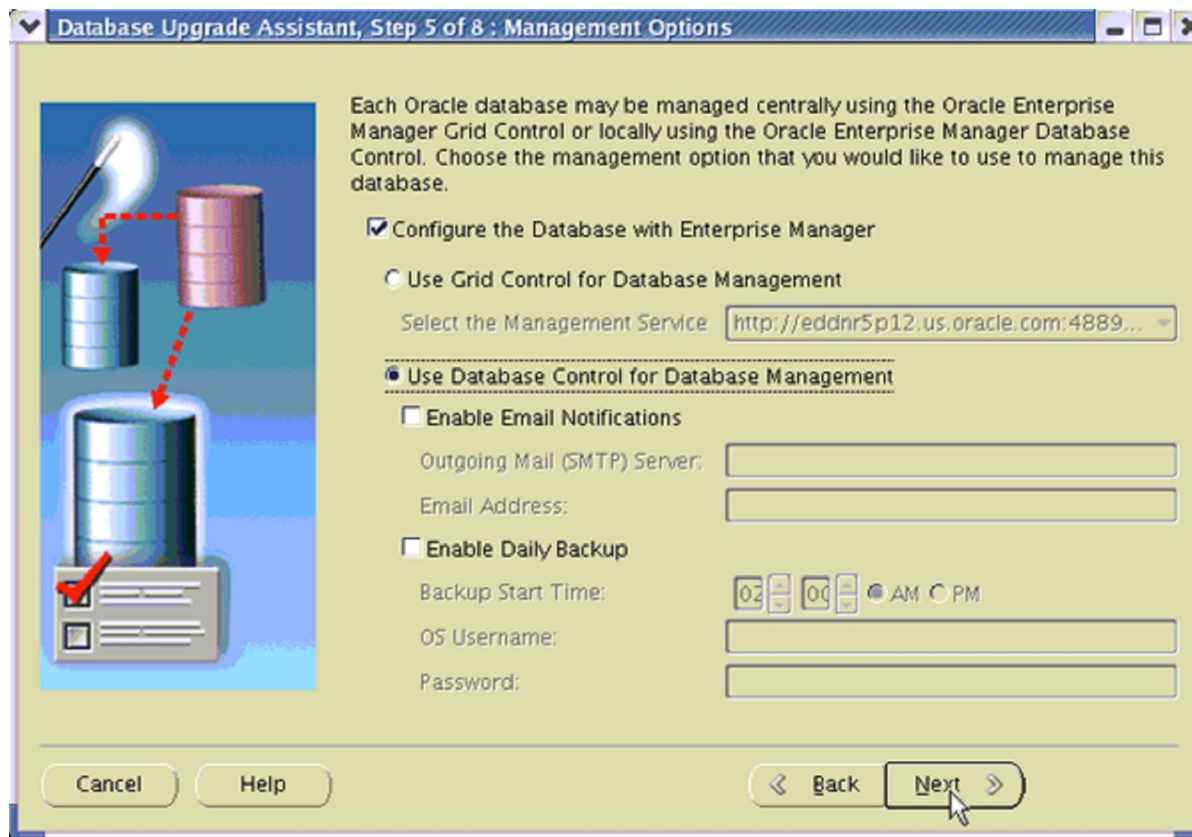 Database Upgrade Assistant, Step 5 of 8 : Management Options
Each Oracle database may be managed centrally using the Oracle Enterprise
Manager Grid Control or locally using the Oracle Enterprise Manager Database
Control. Choose the management option that you would like to use to manage this
database.
Configure the Database with Enterprise Manager
Use Grid Control for Database Management
Select the Management Service http://eddnr5p12.us.oracle.com:4889...
Use Database Control for Database Management
Enable Email Notifications
Outgoing Mail (SMTP) Server:
Email Address:
Enable Daily Backup
Backup Start Time: 02 00 AM PM
OS Username:
Password:
Cancel Help Back Next